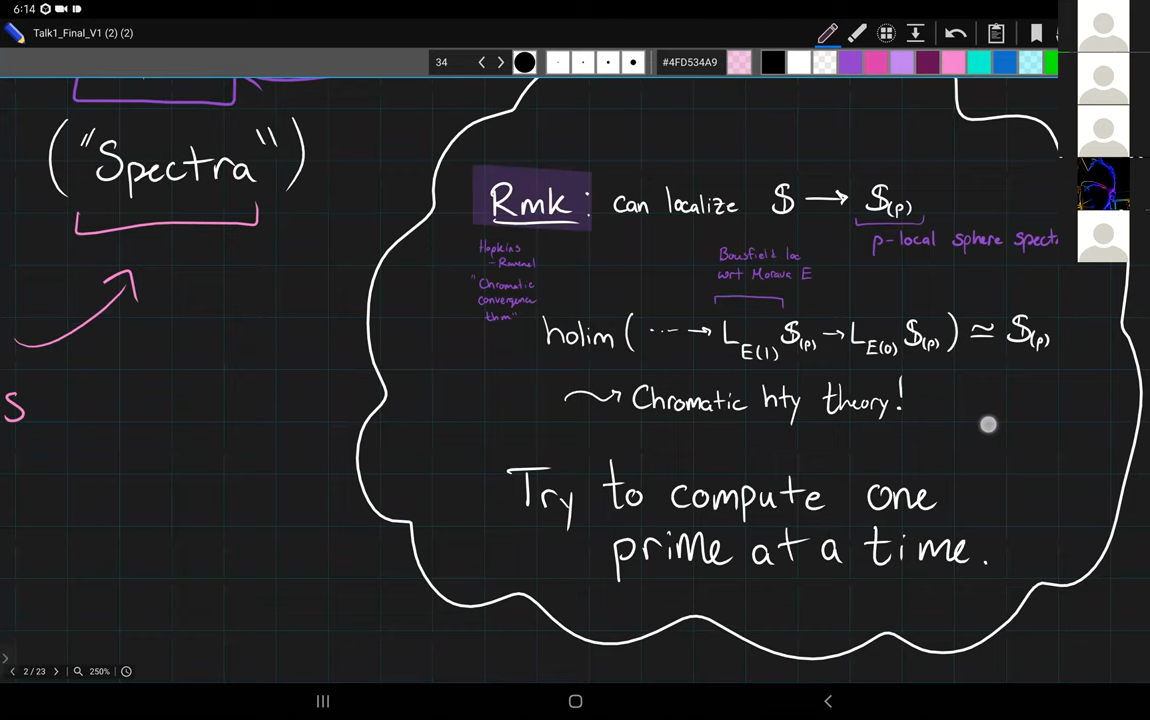 6:14
Talk1_Final_V1 (2) (2)
34
#4FD534A9
("Spectra")
Rmk: can localize $ → $(p)
p-local sphere
Hopkins
-Ravenel
"Chromatic
convergence
thm"
Bousfield loc
wrt Morava E
holim ( ... → L_E(1) $(p) → L_E(0) $(p) ) ≃ $(p)
S
⇝ Chromatic hty theory!
Try to compute one
prime at a time.
2 / 23
250%